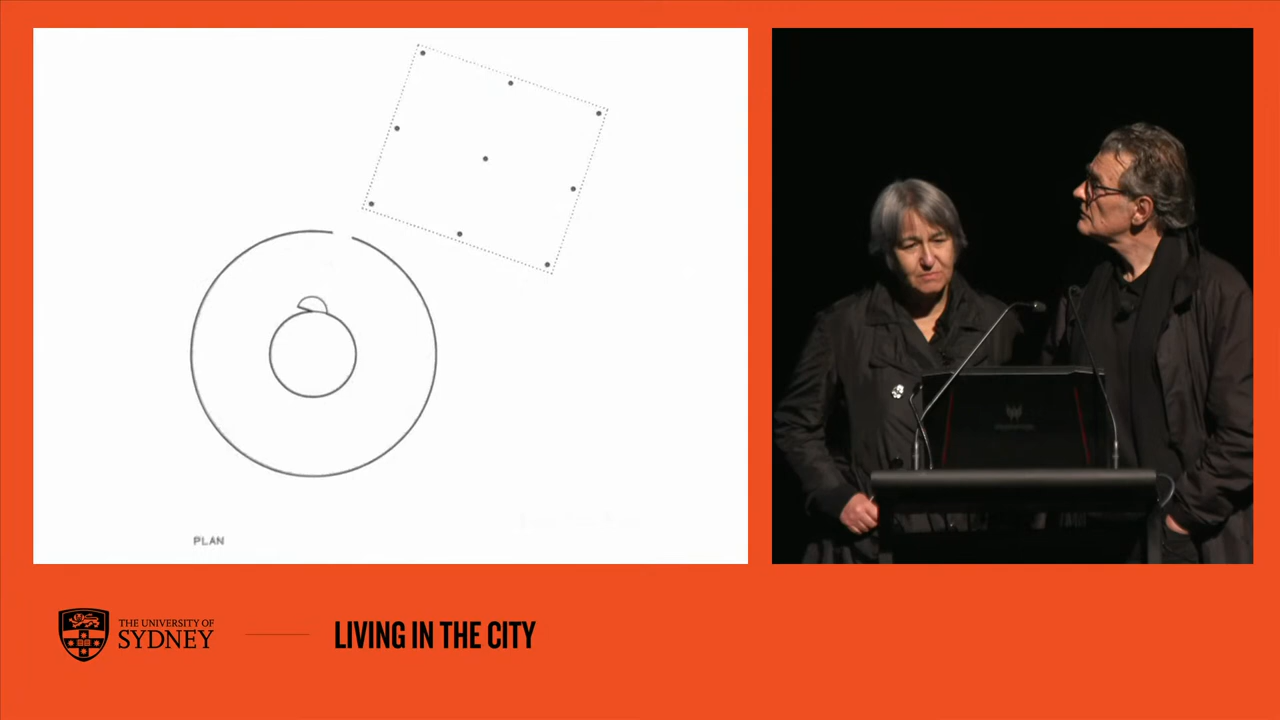 PLAN
THE UNIVERSITY OF
SYDNEY
LIVING IN THE CITY